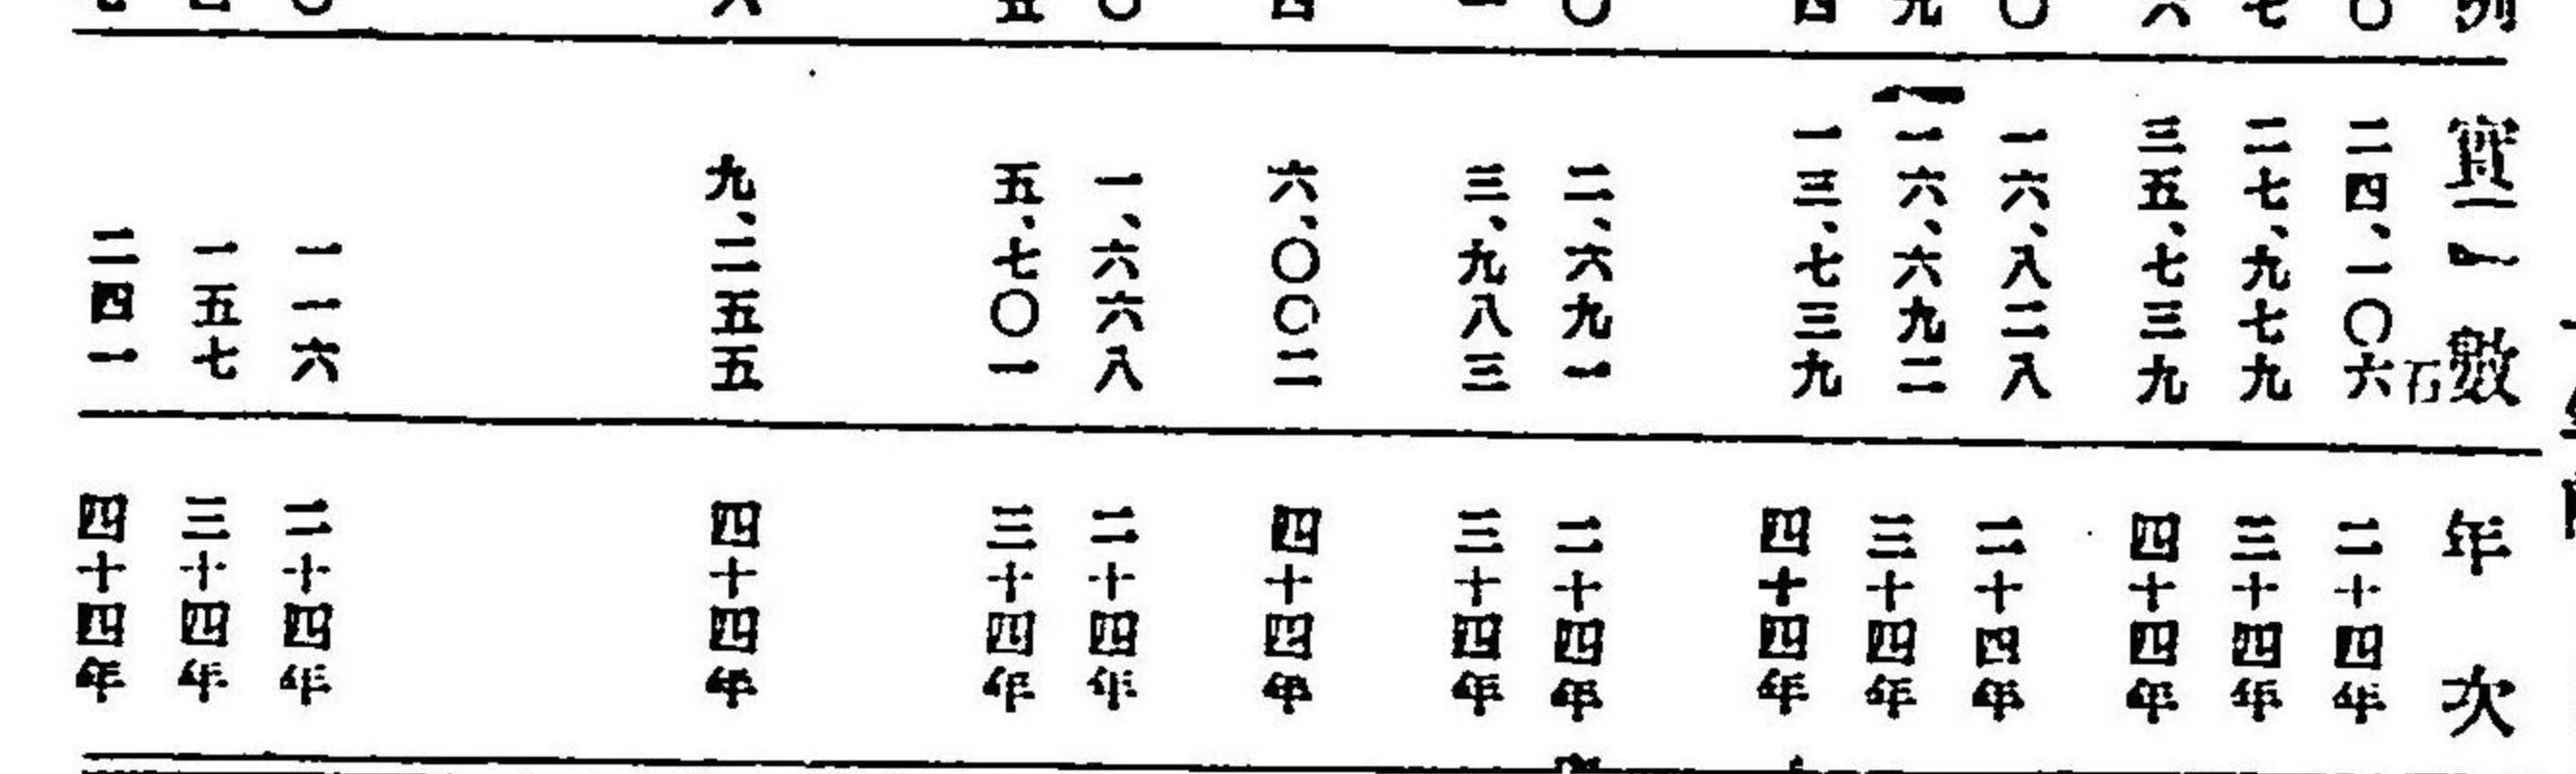 實數
年次
石
二四、一〇六
二十四年
二七、九七九
三十四年
三五、七三九
四十四年
一六、八二八
二十四年
一六、六九二
三十四年
一三、七三九
四十四年
二、六九一
二十四年
三、九八三
三十四年
六、〇〇二
四十四年
一、六六八
二十四年
五、七〇一
三十四年
九、二五五
四十四年
一一六
二十四年
一五七
三十四年
二四一
四十四年